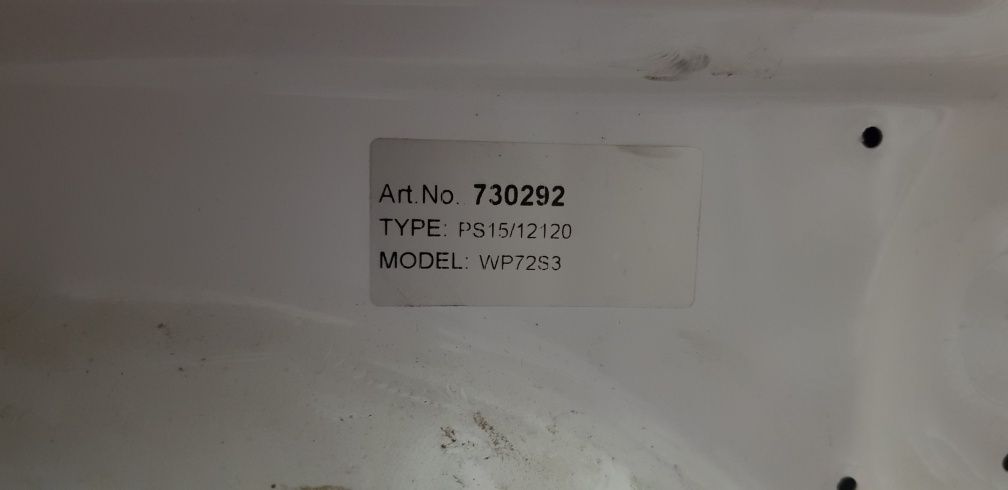 Art.No. 730292
TYPE: PS15/12120
MODEL: WP72S3